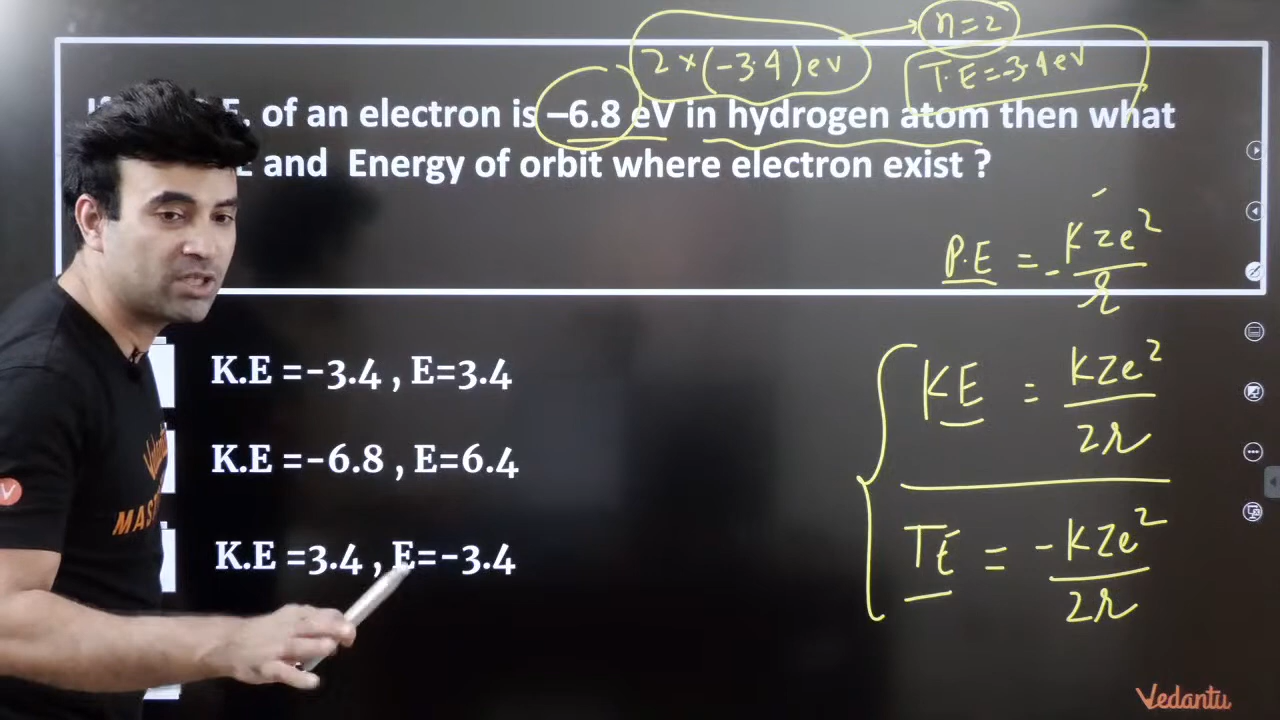 2 × (-3.4) eV → n = 2
T.E = -3.4 eV
E. of an electron is –6.8 eV in hydrogen atom then what
E and Energy of orbit where electron exist ?
P.E = - KZe²/r
K.E =-3.4 , E=3.4
KE = KZe²/2r
K.E =-6.8 , E=6.4
K.E =3.4 , E=-3.4
TE = -KZe²/2r
Vedantu
V